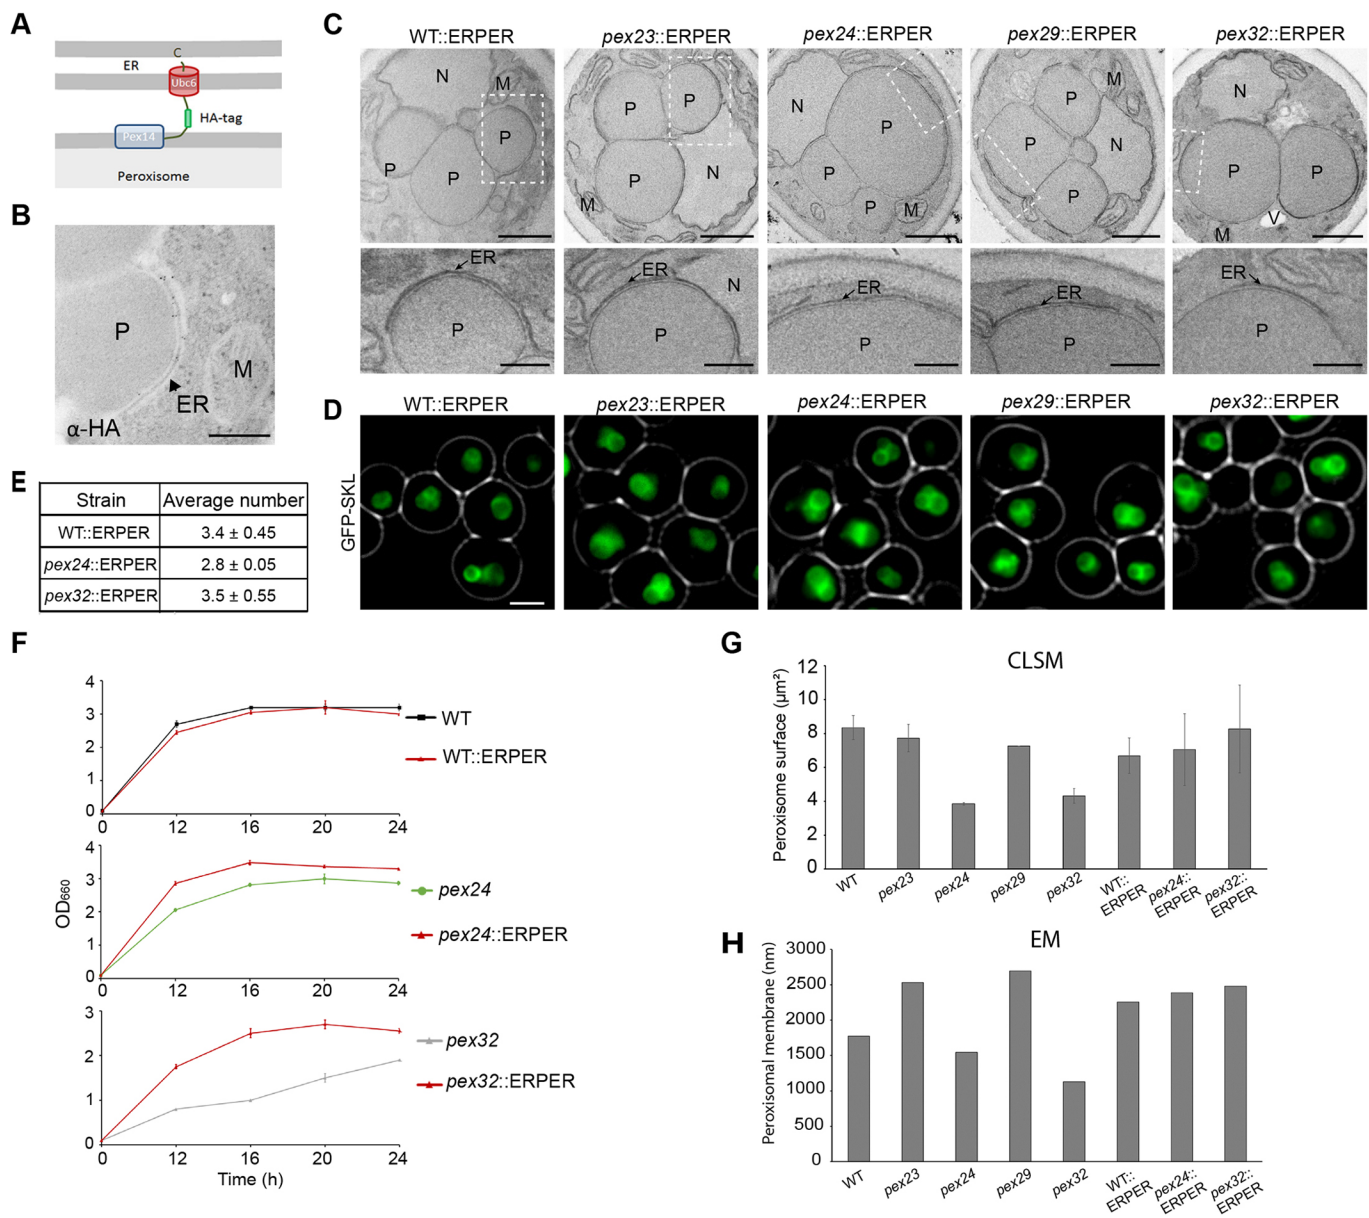 A
C
ER
Ubc6
HA-tag
Pex14
Peroxisome
B
P
M
ER
α-HA
C
WT::ERPER
pex23::ERPER
pex24::ERPER
pex29::ERPER
pex32::ERPER
N
M
P
P
P
P
P
P
N
M
N
P
P
P
M
M
P
P
N
P
N
P
P
V
M
ER
P
ER
N
P
ER
P
ER
P
ER
P
D
WT::ERPER
pex23::ERPER
pex24::ERPER
pex29::ERPER
pex32::ERPER
GFP-SKL
E
Strain Average number
WT::ERPER 3.4 ± 0.45
pex24::ERPER 2.8 ± 0.05
pex32::ERPER 3.5 ± 0.55
F
4
3
2
1
0
0 12 16 20 24
WT
WT::ERPER
OD660
4
3
2
1
0
0 12 16 20 24
pex24
pex24::ERPER
3
2
1
0
0 12 16 20 24
Time (h)
pex32
pex32::ERPER
G
CLSM
Peroxisome surface (µm²)
12
10
8
6
4
2
0
WT
pex23
pex24
pex29
pex32
WT::
ERPER
pex24::
ERPER
pex32::
ERPER
H
EM
Peroxisomal membrane (nm)
3000
2500
2000
1500
1000
500
0
WT
pex23
pex24
pex29
pex32
WT::
ERPER
pex24::
ERPER
pex32::
ERPER